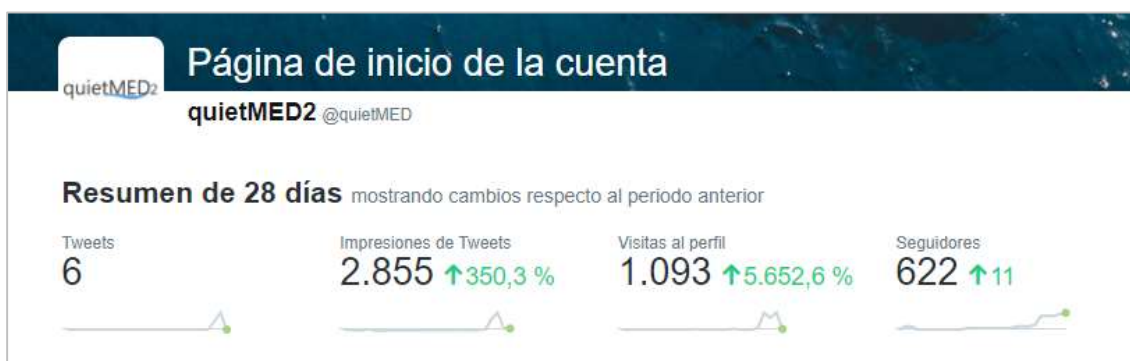 Página de inicio de la cuenta
quietMED2
quietMED2 @quietMED
Resumen de 28 días mostrando cambios respecto al periodo anterior
Tweets Impresiones de Tweets Visitas al perfil Seguidores
6 2.855 ↑350,3 % 1.093 ↑5.652,6 % 622 ↑11